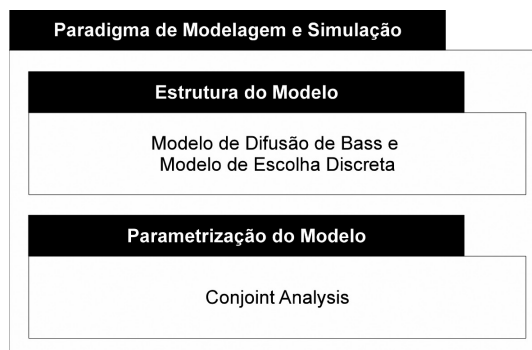 Paradigma de Modelagem e Simulação
Estrutura do Modelo
Modelo de Difusão de Bass e
Modelo de Escolha Discreta
Parametrização do Modelo
Conjoint Analysis